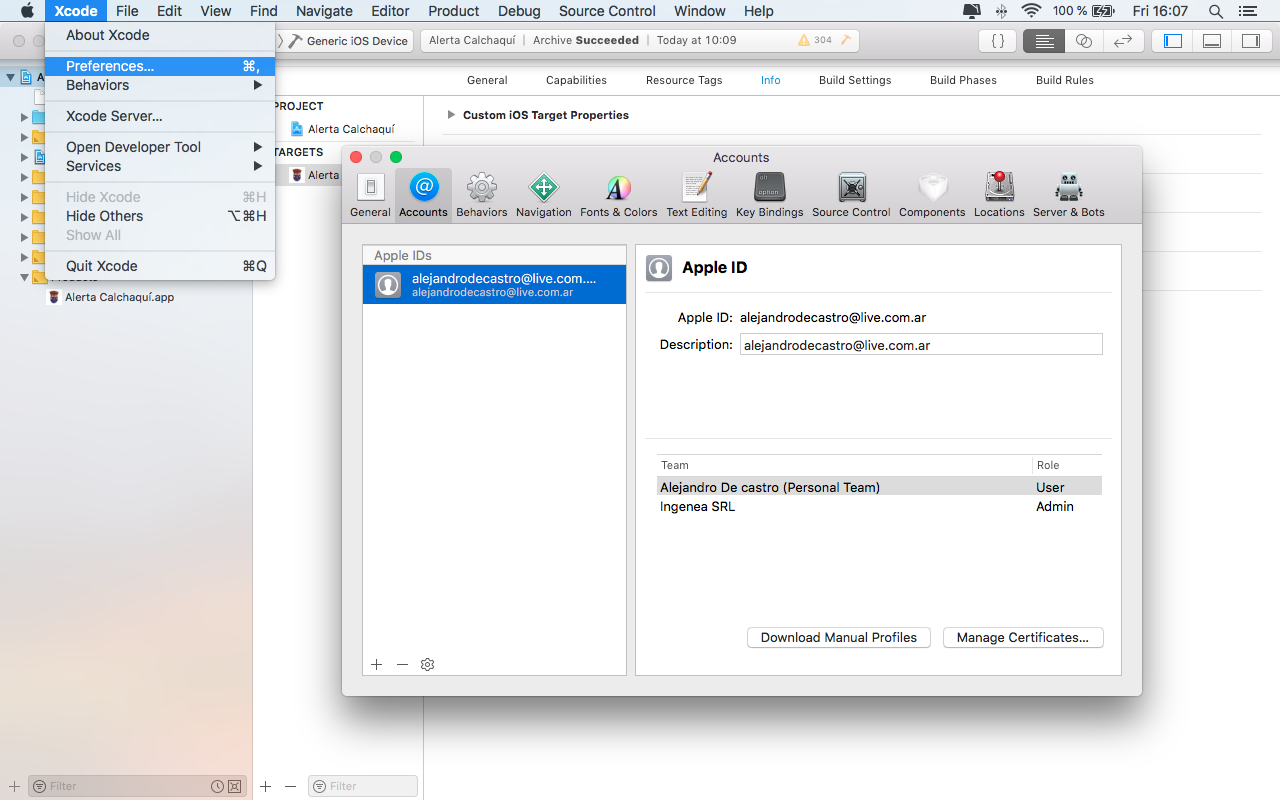 Xcode File Edit View Find Navigate Editor Product Debug Source Control Window Help 100 % Fri 16:07
About Xcode
Preferences... ⌘,
Behaviors
Xcode Server...
Open Developer Tool
Services
Hide Xcode ⌘H
Hide Others ⌥⌘H
Show All
Quit Xcode ⌘Q
Generic iOS Device
Alerta Calchaquí | Archive Succeeded | Today at 10:09 304
General Capabilities Resource Tags Info Build Settings Build Phases Build Rules
PROJECT
Alerta Calchaquí
TARGETS
Alerta
Custom iOS Target Properties
Alerta Calchaquí.app
Accounts
General Accounts Behaviors Navigation Fonts & Colors Text Editing Key Bindings Source Control Components Locations Server & Bots
Apple IDs
alejandrodecastro@live.com....
alejandrodecastro@live.com.ar
Apple ID
Apple ID: alejandrodecastro@live.com.ar
Description: alejandrodecastro@live.com.ar
Team Role
Alejandro De castro (Personal Team) User
Ingenea SRL Admin
Download Manual Profiles Manage Certificates...
Filter
Filter